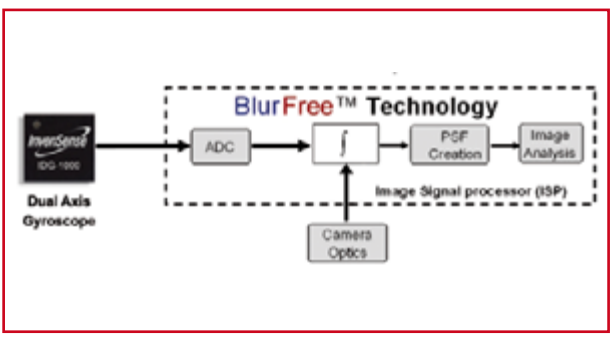 BlurFree™ Technology
InvenSense
IDG-1000
ADC
∫
PSF
Creation
Image
Analysis
Image Signal processor (ISP)
Dual Axis
Gyroscope
Camera
Optics